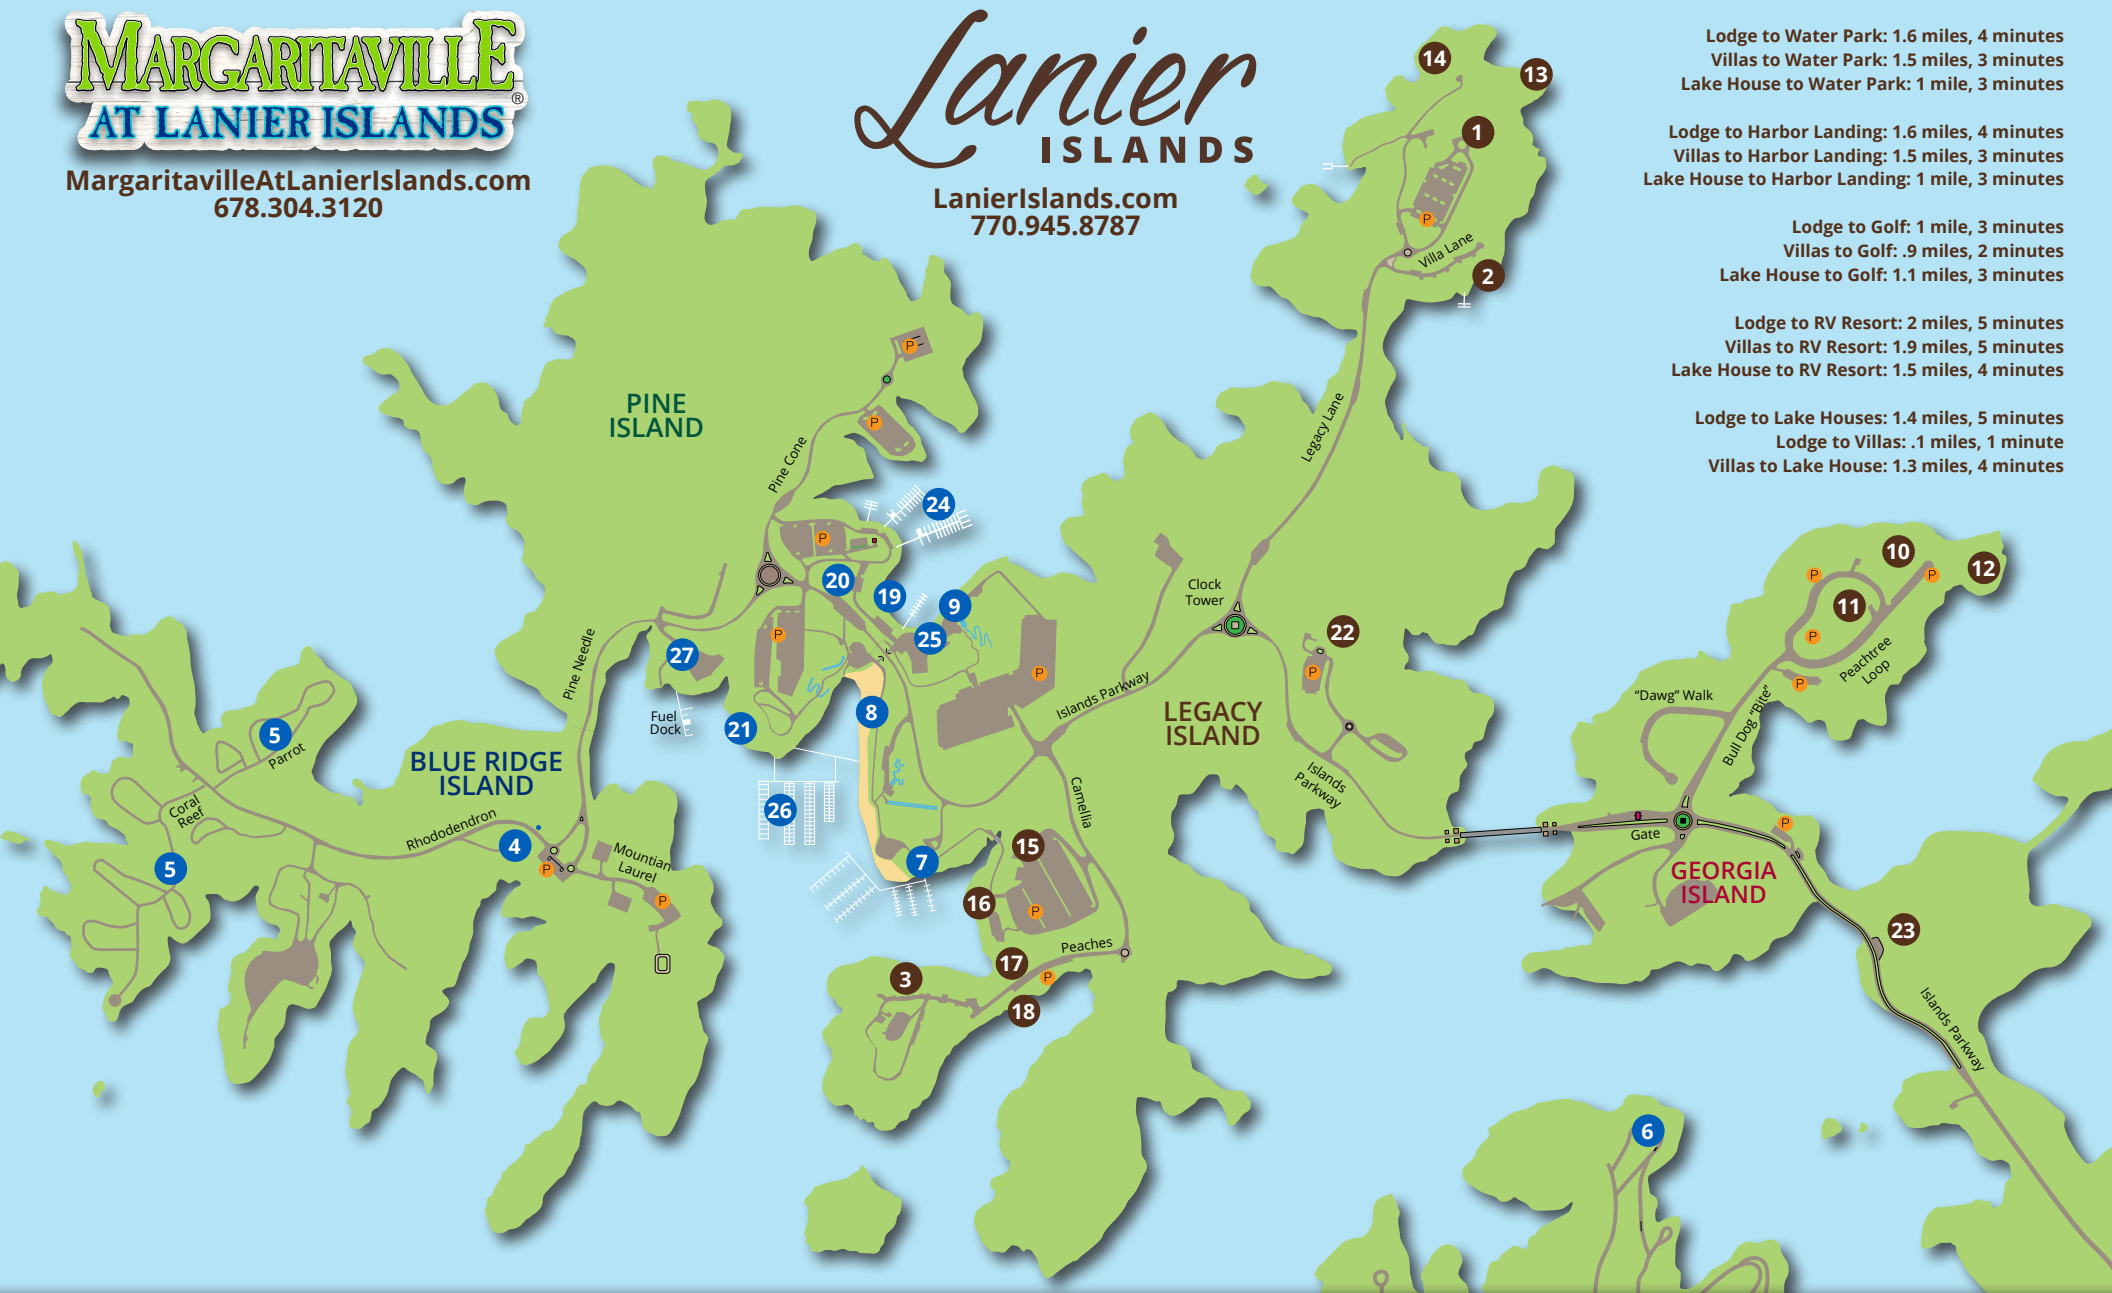 MARGARITAVILLE
®
AT LANIER ISLANDS
MargaritavilleAtLanierIslands.com
678.304.3120
Lanier
ISLANDS
LanierIslands.com
770.945.8787
Lodge to Water Park: 1.6 miles, 4 minutes
Villas to Water Park: 1.5 miles, 3 minutes
Lake House to Water Park: 1 mile, 3 minutes
Lodge to Harbor Landing: 1.6 miles, 4 minutes
Villas to Harbor Landing: 1.5 miles, 3 minutes
Lake House to Harbor Landing: 1 mile, 3 minutes
Lodge to Golf: 1 mile, 3 minutes
Villas to Golf: .9 miles, 2 minutes
Lake House to Golf: 1.1 miles, 3 minutes
Lodge to RV Resort: 2 miles, 5 minutes
Villas to RV Resort: 1.9 miles, 5 minutes
Lake House to RV Resort: 1.5 miles, 4 minutes
Lodge to Lake Houses: 1.4 miles, 5 minutes
Lodge to Villas: .1 miles, 1 minute
Villas to Lake House: 1.3 miles, 4 minutes
14
13
1
P
Villa Lane
2
Legacy Lane
P
P
PINE
ISLAND
Pine Cone
24
P
20
19
9
25
P
27
P
Pine Needle
Fuel
Dock
21
8
26
7
Islands Parkway
Clock
Tower
22
P
LEGACY
ISLAND
Islands
Parkway
Camellia
15
16
P
17
Peaches
P
18
3
5
Parrot
Coral
Reef
5
BLUE RIDGE
ISLAND
Rhododendron
4
P
Mountian
Laurel
P
10
12
P
P
11
P
Peachtree
Loop
P
"Dawg" Walk
Bull Dog "Bite"
Gate
P
GEORGIA
ISLAND
23
Islands Parkway
6